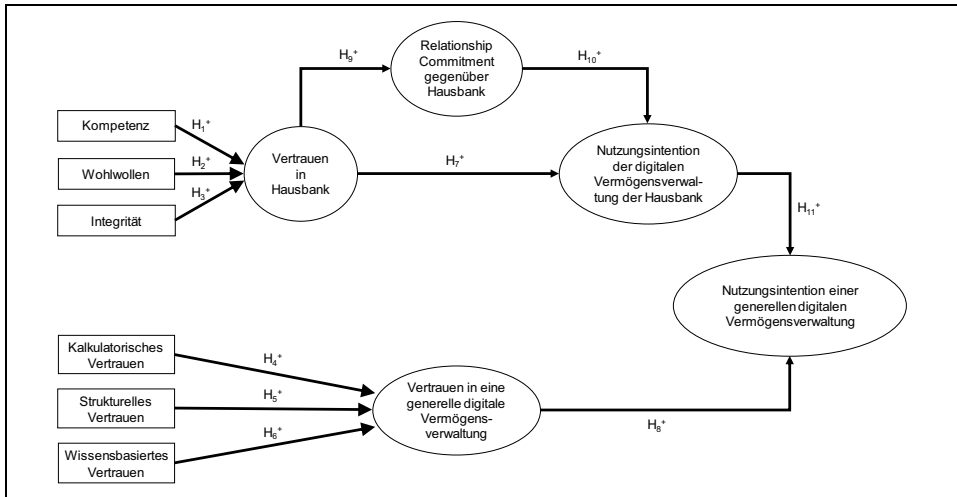 H₉⁺
Relationship
Commitment
gegenüber
Hausbank
H₁₀⁺
Kompetenz
H₁⁺
Wohlwollen
H₂⁺
Integrität
H₃⁺
Vertrauen
in
Hausbank
H₇⁺
Nutzungsintention
der digitalen
Vermögensverwal-
tung der Hausbank
H₁₁⁺
Nutzungsintention einer
generellen digitalen
Vermögensverwaltung
Kalkulatorisches
Vertrauen
H₄⁺
Strukturelles
Vertrauen
H₅⁺
Wissensbasiertes
Vertrauen
H₆⁺
Vertrauen in eine
generelle digitale
Vermögens-
verwaltung
H₈⁺